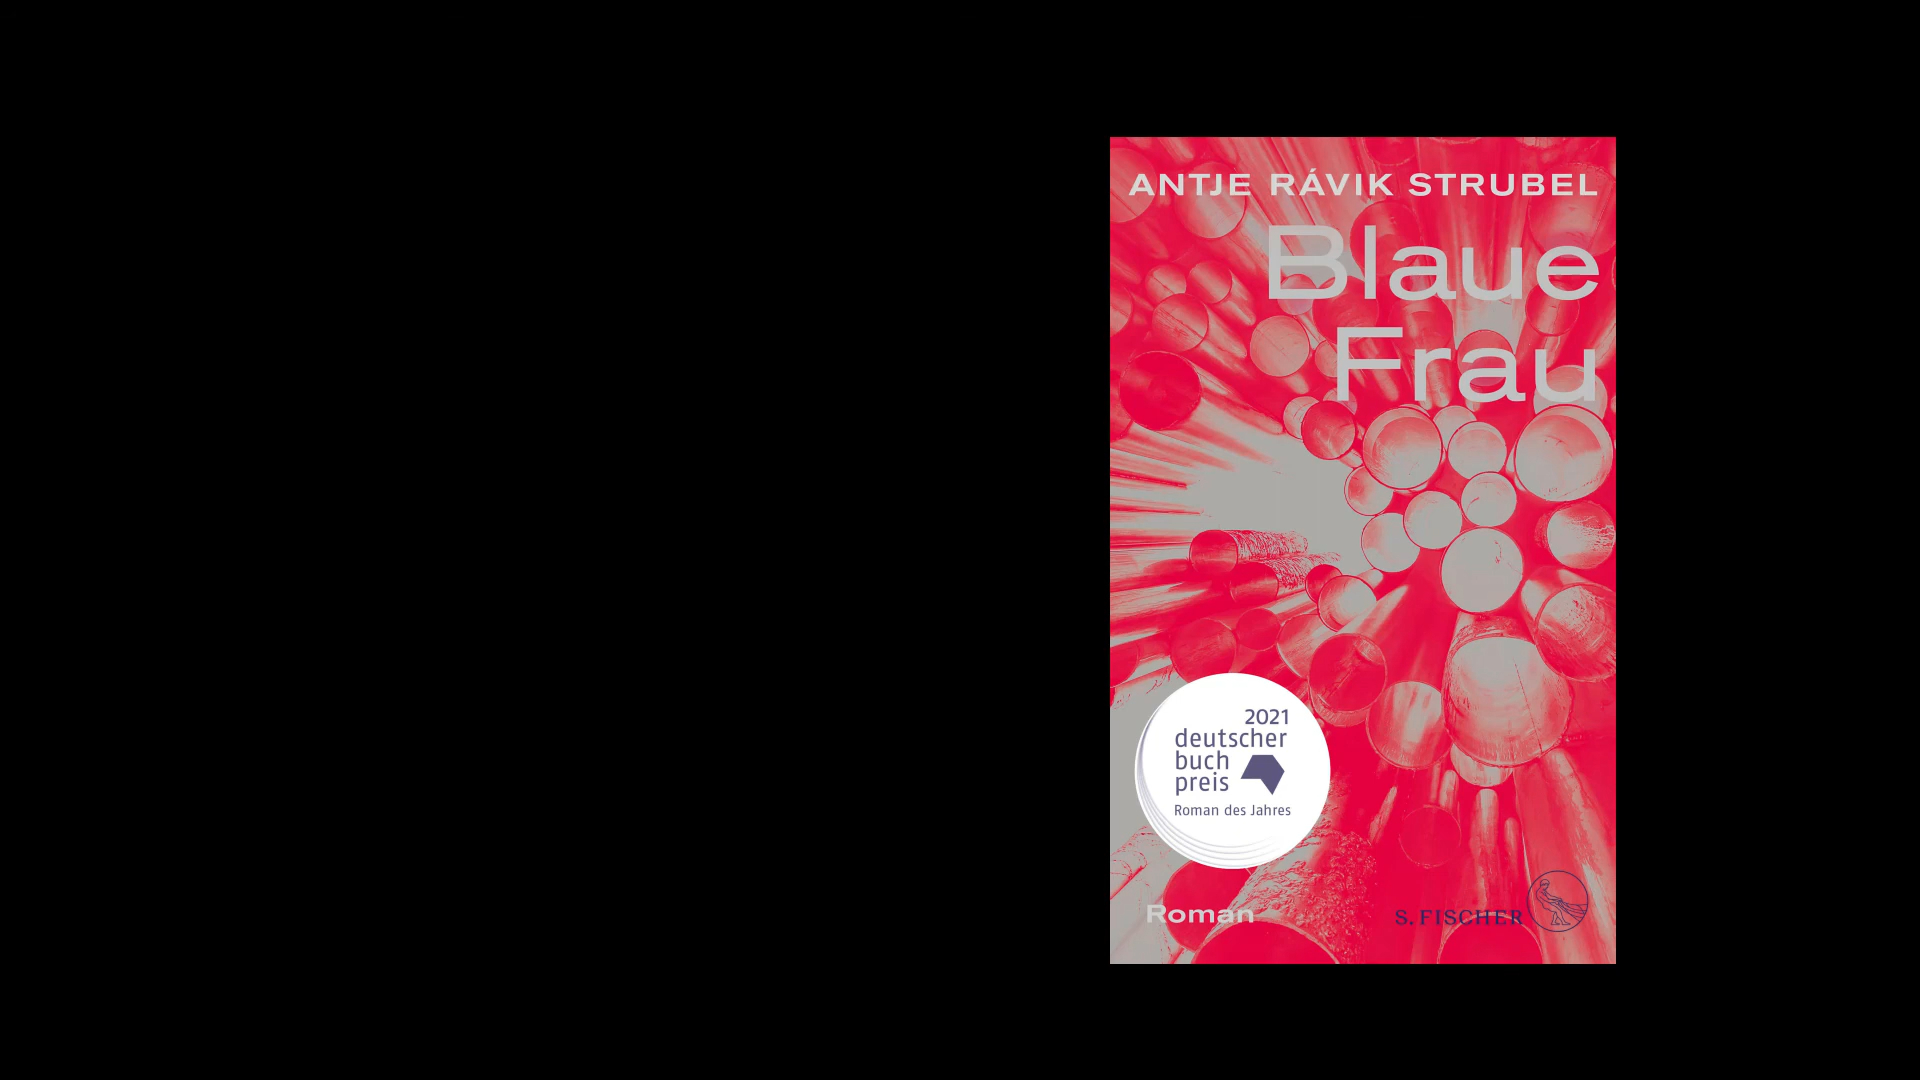 ANTJE RÁVIK STRUBEL
Blaue
Frau
2021
deutscher
buch
preis
Roman des Jahres
Roman
S. FISCHER